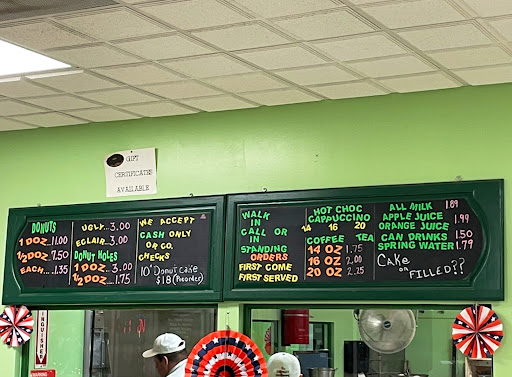 GIFT
CERTIFICATES
AVAILABLE
DONUTS
1 DOZ... 11.00
1/2 DOZ... 7.50
EACH... 1.35
UGLY... 3.00
ECLAIR... 3.00
DONUT HOLES
1 DOZ... 3.00
1/2 DOZ... 1.75
WE ACCEPT
CASH ONLY
OR CO.
CHECKS
10" DONUT CAKE
$18 (PREORDER)
WALK IN
CALL OR
STANDING
ORDERS
FIRST COME
FIRST SERVED
HOT CHOC
CAPPUCCINO
14 16 20
COFFEE TEA
14 OZ 1.75
16 OZ 2.00
20 OZ 2.25
ALL MILK 1.89
APPLE JUICE 1.99
ORANGE JUICE
CAN DRINKS 1.50
SPRING WATER 1.79
CAKE
OR FILLED??